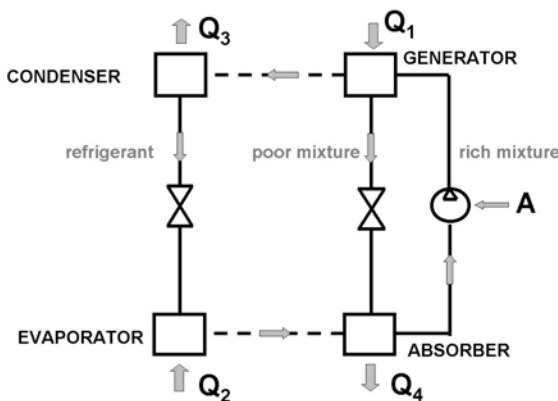 Q3
Q1
CONDENSER
GENERATOR
refrigerant
poor mixture
rich mixture
A
EVAPORATOR
ABSORBER
Q2
Q4